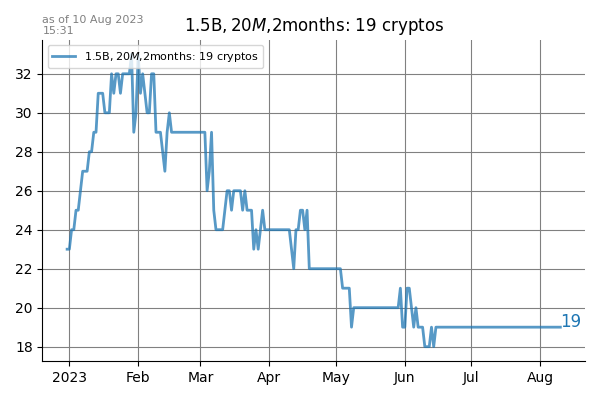 as of 10 Aug 2023
15:31
1.5B, 20M,2months: 19 cryptos
1.5B, 20M,2months: 19 cryptos
32
30
28
26
24
22
20
18
19
2023 Feb Mar Apr May Jun Jul Aug